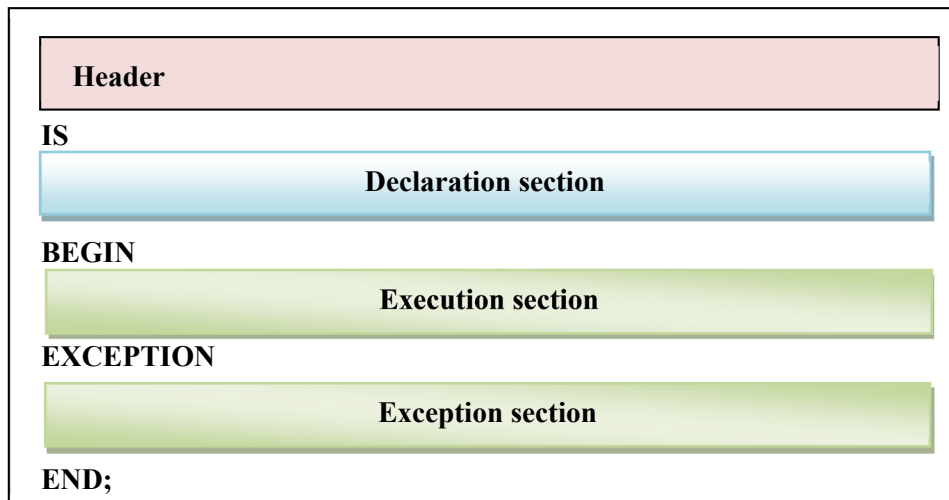 Header
IS
Declaration section
BEGIN
Execution section
EXCEPTION
Exception section
END;